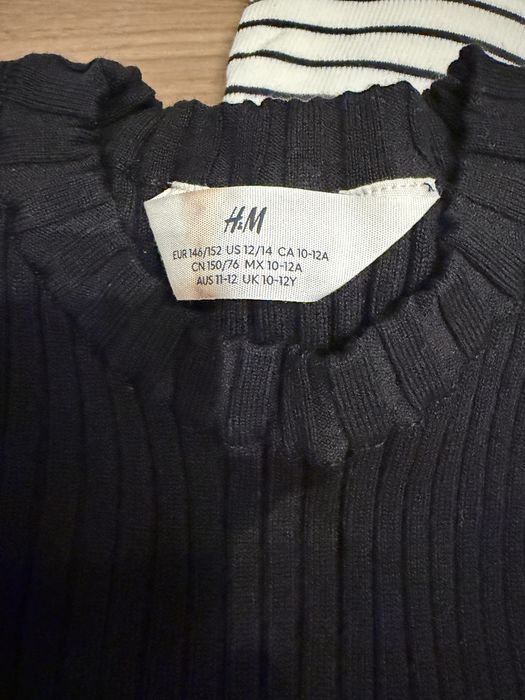 H&M
EUR 146/152 US 12/14 CA 10-12A
CN 150/76 MX 10-12A
AUS 11-12 UK 10-12Y